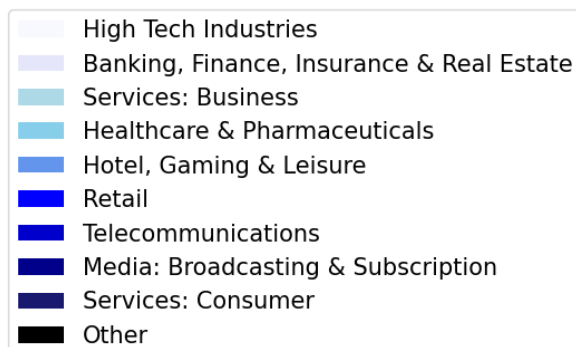 High Tech Industries
Banking, Finance, Insurance & Real Estate
Services: Business
Healthcare & Pharmaceuticals
Hotel, Gaming & Leisure
Retail
Telecommunications
Media: Broadcasting & Subscription
Services: Consumer
Other